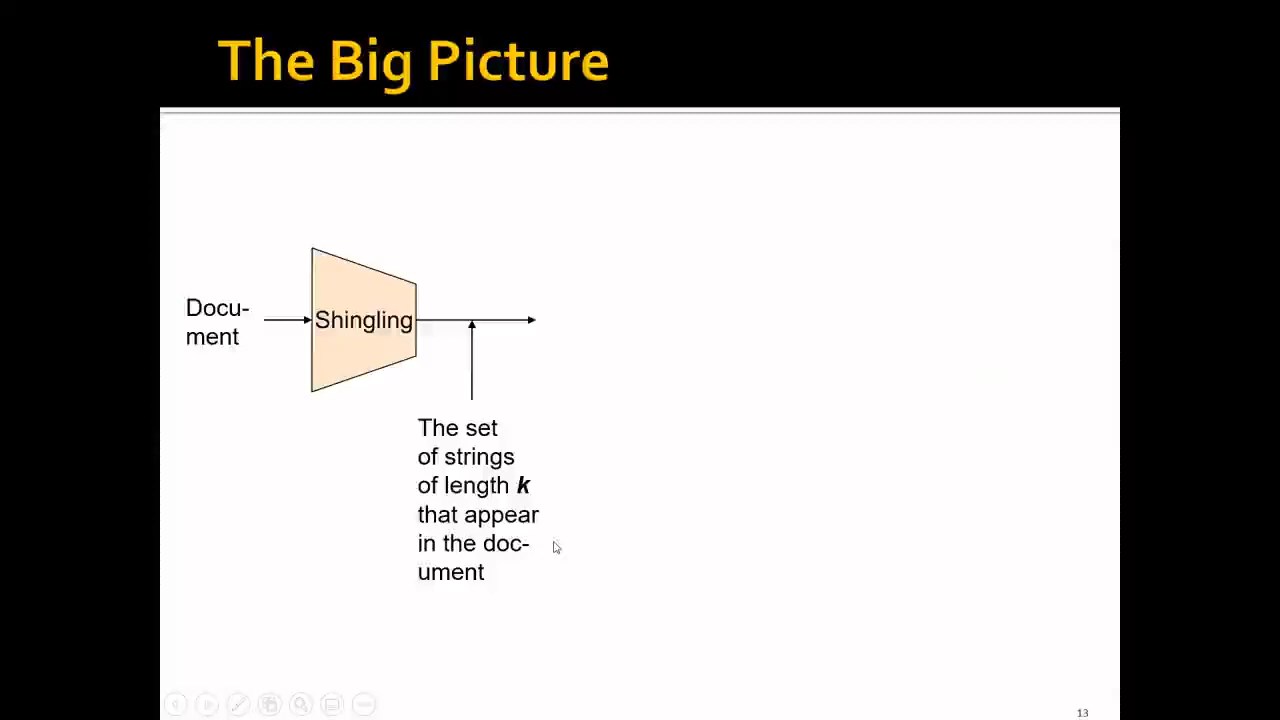 The Big Picture
Docu-
ment
Shingling
The set
of strings
of length k
that appear
in the doc-
ument
13